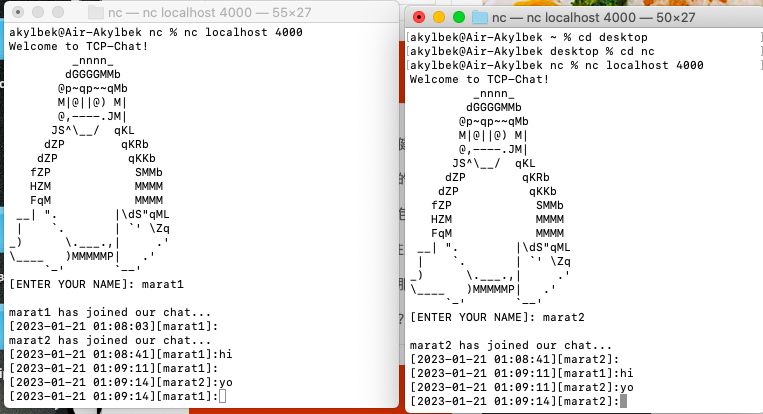 nc — nc localhost 4000 — 55×27
akylbek@Air-Akylbek nc % nc localhost 4000
Welcome to TCP-Chat!
         _nnnn_
        dGGGGMMb
       @p~qp~~qMb
       M|@||@) M|
       @,----.JM|
      JS^\__/  qKL
     dZP        qKRb
    dZP          qKKb
   fZP            SMMb
   HZM            MMMM
   FqM            MMMM
 __| ".        |\dS"qML
 |    `.       | `' \Zq
_)      \.___.,|     .'
\____   )MMMMMP|   .'
     `-'       `--'
[ENTER YOUR NAME]: marat1

marat1 has joined our chat...
[2023-01-21 01:08:03][marat1]:
marat2 has joined our chat...
[2023-01-21 01:08:41][marat1]:hi
[2023-01-21 01:09:11][marat1]:
[2023-01-21 01:09:14][marat2]:yo
[2023-01-21 01:09:14][marat1]:
nc — nc localhost 4000 — 50×27
[akylbek@Air-Akylbek ~ % cd desktop ]
[akylbek@Air-Akylbek desktop % cd nc ]
[akylbek@Air-Akylbek nc % nc localhost 4000 ]
Welcome to TCP-Chat!
         _nnnn_
        dGGGGMMb
       @p~qp~~qMb
       M|@||@) M|
       @,----.JM|
      JS^\__/  qKL
     dZP        qKRb
    dZP          qKKb
   fZP            SMMb
   HZM            MMMM
   FqM            MMMM
 __| ".        |\dS"qML
 |    `.       | `' \Zq
_)      \.___.,|     .'
\____   )MMMMMP|   .'
     `-'       `--'
[ENTER YOUR NAME]: marat2

marat2 has joined our chat...
[2023-01-21 01:08:41][marat2]:
[2023-01-21 01:09:11][marat1]:hi
[2023-01-21 01:09:11][marat2]:yo
[2023-01-21 01:09:14][marat2]: